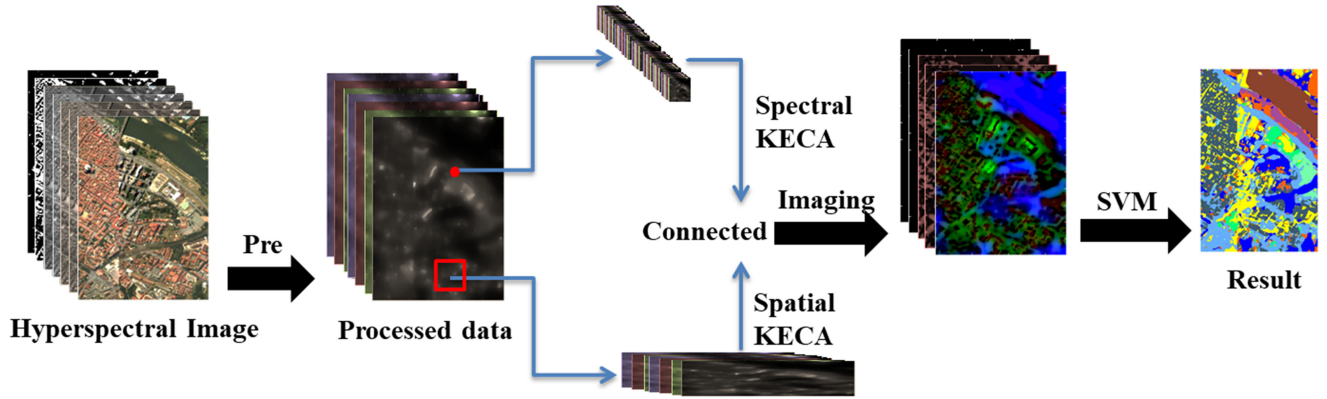 Hyperspectral Image
Pre
Processed data
Spectral
KECA
Connected
Spatial
KECA
Imaging
SVM
Result